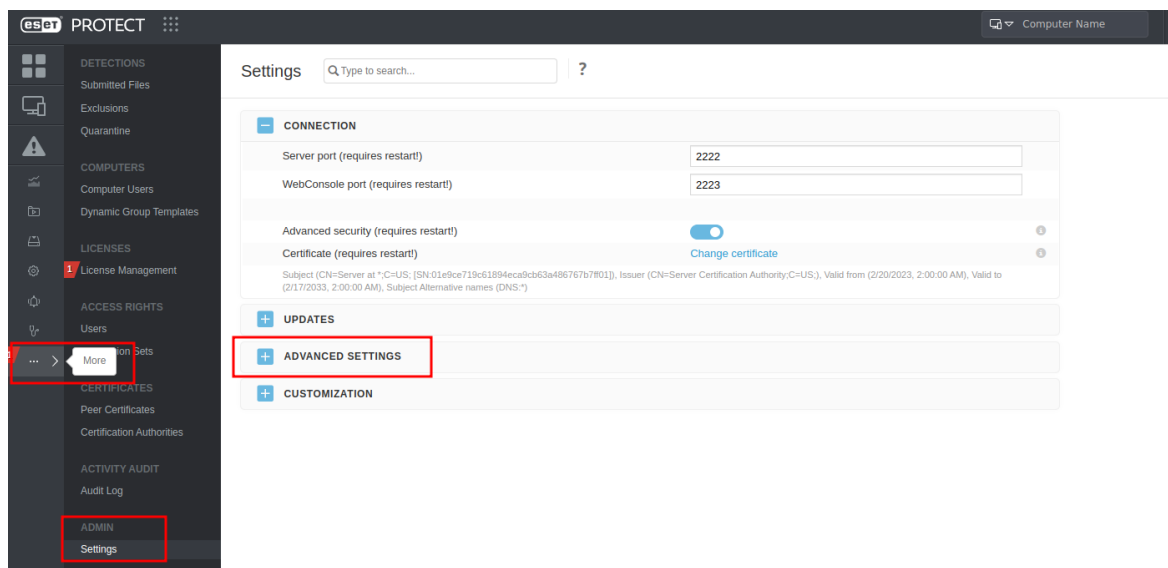 eset PROTECT
Computer Name
DETECTIONS
Submitted Files
Exclusions
Quarantine
COMPUTERS
Computer Users
Dynamic Group Templates
LICENSES
1
License Management
ACCESS RIGHTS
Users
Sets
More
CERTIFICATES
Peer Certificates
Certification Authorities
ACTIVITY AUDIT
Audit Log
ADMIN
Settings
Settings
Type to search...
?
CONNECTION
Server port (requires restart!)
2222
WebConsole port (requires restart!)
2223
Advanced security (requires restart!)
Certificate (requires restart!)
Change certificate
Subject (CN=Server at *;C=US; [SN:01e9ce719c61894eca9cb63a486767b7ff01]), Issuer (CN=Server Certification Authority;C=US;), Valid from (2/20/2023, 2:00:00 AM), Valid to
(2/17/2033, 2:00:00 AM), Subject Alternative names (DNS:*)
UPDATES
ADVANCED SETTINGS
CUSTOMIZATION